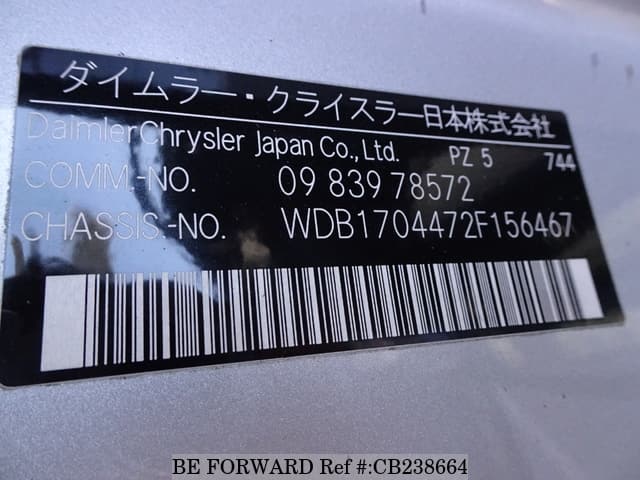 ダイムラー・クライスラー日本株式会社
DaimlerChrysler Japan Co., Ltd. PZ 5 744
COMM.-NO. 09 839 78572
CHASSIS.-NO. WDB1704472F156467
BE FORWARD Ref #:CB238664